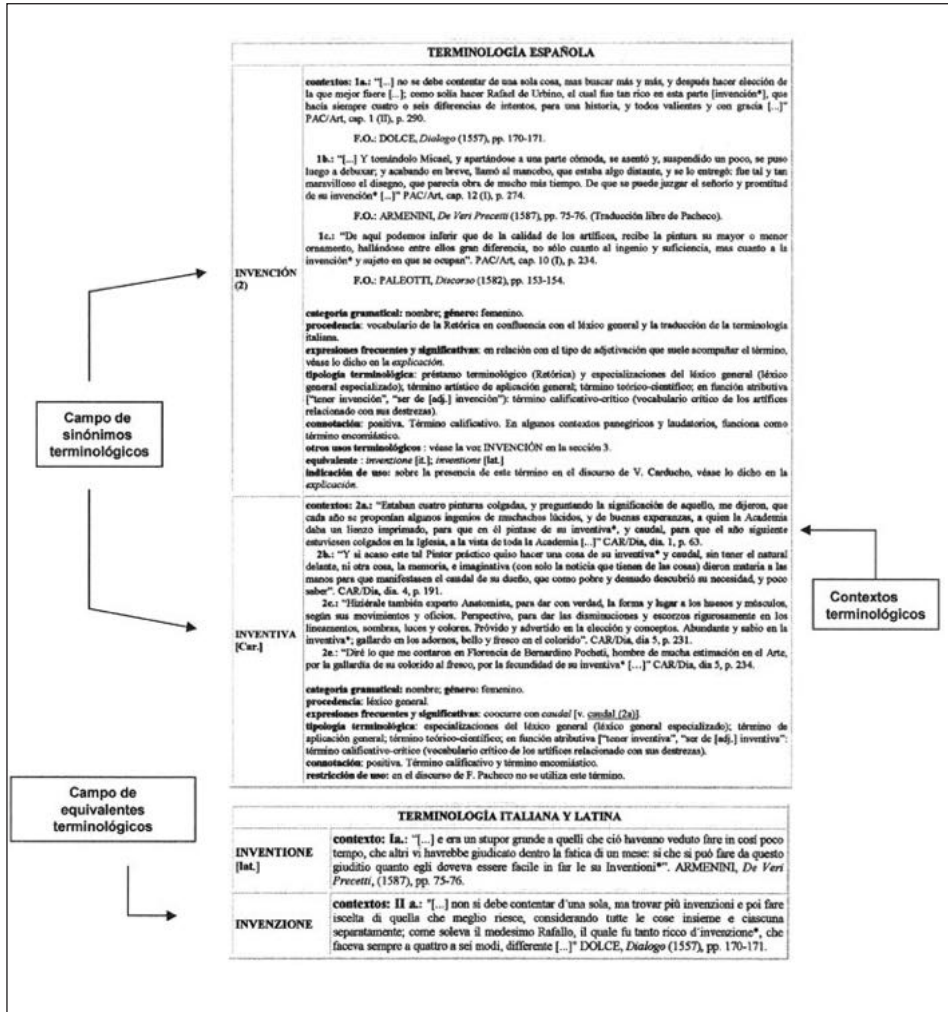 TERMINOLOGÍA ESPAÑOLA
INVENCIÓN
(2)
contextos: 1a.: “[...] no se debe contentar de una sola cosa, mas buscar más y más, y después hacer elección de
la que mejor fuere [...]; como solía hacer Rafael de Urbino, el cual fue tan rico en esta parte [invención*], que
hacía siempre cuatro o seis diferencias de intentos, para una historia, y todos valientes y con gracia [...]”
PAC/Art, cap. 1 (II), p. 290.
F.O.: DOLCE, Dialogo (1557), pp. 170-171.
1b.: “[...] Y tomándolo Micael, y apartándose a una parte cómoda, se asentó y, suspendido un poco, se puso
luego a debuxar; y acabando en breve, llamó al mancebo, que estaba algo distante, y se lo entregó: fue tal y tan
maravilloso el disegno, que parecía obra de mucho más tiempo. De que se puede juzgar el señorío y promtitud
de su invención* [...]” PAC/Art, cap. 12 (I), p. 274.
F.O.: ARMENINI, De Veri Precetti (1587), pp. 75-76. (Traducción libre de Pacheco).
1c.: “De aquí podemos inferir que de la calidad de los artífices, recibe la pintura su mayor o menor
ornamento, hallándose entre ellos gran diferencia, no sólo cuanto al ingenio y suficiencia, mas cuanto a la
invención* y sujeto en que se ocupan”. PAC/Art, cap. 10 (I), p. 234.
F.O.: PALEOTTI, Discorso (1582), pp. 153-154.
categoría gramatical: nombre; género: femenino.
procedencia: vocabulario de la Retórica en confluencia con el léxico general y la traducción de la terminología
italiana.
expresiones frecuentes y significativas: en relación con el tipo de adjetivación que suele acompañar el término,
véase lo dicho en la explicación.
tipología terminológica: préstamo terminológico (Retórica) y especializaciones del léxico general (léxico
general especializado); término artístico de aplicación general; término teórico-científico; en función atributiva
[“tener invención”, “ser de [adj.] invención”): término calificativo-crítico (vocabulario crítico de los artífices
relacionado con sus destrezas).
connotación: positiva. Término calificativo. En algunos contextos panegíricos y laudatorios, funciona como
término encomiástico.
otros usos terminológicos : véase la voz INVENCIÓN en la sección 3.
equivalente : invenzione [it.]; inventione [lat.]
indicación de uso: sobre la presencia de este término en el discurso de V. Carducho, véase lo dicho en la
explicación.
INVENTIVA
[Car.]
contextos: 2a.: “Estaban cuatro pinturas colgadas, y preguntando la significación de aquello, me dijeron, que
cada año se proponían algunos ingenios de muchachos lúcidos, y de buenas esperanzas, a quien la Academia
daba un lienzo imprimado, para que en él pintase de su inventiva*, y caudal, para que el año siguiente
estuviesen colgados en la Iglesia, a la vista de toda la Academia [...]” CAR/Dia, dia. 1, p. 63.
2b.: “Y si acaso este tal Pintor práctico quiso hacer una cosa de su inventiva* y caudal, sin tener el natural
delante, ni otra cosa, la memoria, e imaginativa (con solo la noticia que tienen de las cosas) dieron materia a las
manos para que manifestasen el caudal de su dueño, que como pobre y desnudo descubrió su necesidad, y poco
saber”. CAR/Dia, dia. 4, p. 191.
2c.: “Hiziérale también experto Anatomista, para dar con verdad, la forma y lugar a los huesos y músculos,
según sus movimientos y oficios. Perspectivo, para dar las disminuciones y escorzos rigurosamente en los
lineamentos, sombras, luces y colores. Próvido y advertido en la elección y conceptos. Abundante y sabio en la
inventiva*; gallardo en los adornos, bello y fresco en el colorido”. CAR/Dia, día 5, p. 231.
2e.: “Diré lo que me contaron en Florencia de Bernardino Pocheti, hombre de mucha estimación en el Arte,
por la gallardía de su colorido al fresco, por la fecundidad de su inventiva* […]” CAR/Dia, día 5, p. 234.
categoría gramatical: nombre; género: femenino.
procedencia: léxico general.
expresiones frecuentes y significativas: coocurre con caudal [v. caudal (2a)].
tipología terminológica: especializaciones del léxico general (léxico general especializado); término de
aplicación general; término teórico-científico; en función atributiva [“tener inventiva”, “ser de [adj.] inventiva”:
término calificativo-crítico (vocabulario crítico de los artífices relacionado con sus destrezas).
connotación: positiva. Término calificativo y término encomiástico.
restricción de uso: en el discurso de F. Pacheco no se utiliza este término.
Campo de
sinónimos
terminológicos
Contextos
terminológicos
Campo de
equivalentes
terminológicos
TERMINOLOGÍA ITALIANA Y LATINA
INVENTIONE
[lat.]
contexto: Ia.: “[...] e era un stupor grande a quelli che ciò haveano veduto fare in così poco
tempo, che altri vi havrebbe giudicato dentro la fatica di un mese: si che si può fare da questo
giuditio quanto egli doveva essere facile in far le su Inventioni*”. ARMENINI, De Veri
Precetti, (1587), pp. 75-76.
INVENZIONE
contextos: II a.: “[...] non si debe contentar d’una sola, ma trovar più invenzioni e poi fare
iscelta di quella che meglio riesce, considerando tutte le cose insieme e ciascuna
separatamente; come soleva il medesimo Rafallo, il quale fu tanto ricco d’invenzione*, che
faceva sempre a quattro a sei modi, differente [...]” DOLCE, Dialogo (1557), pp. 170-171.